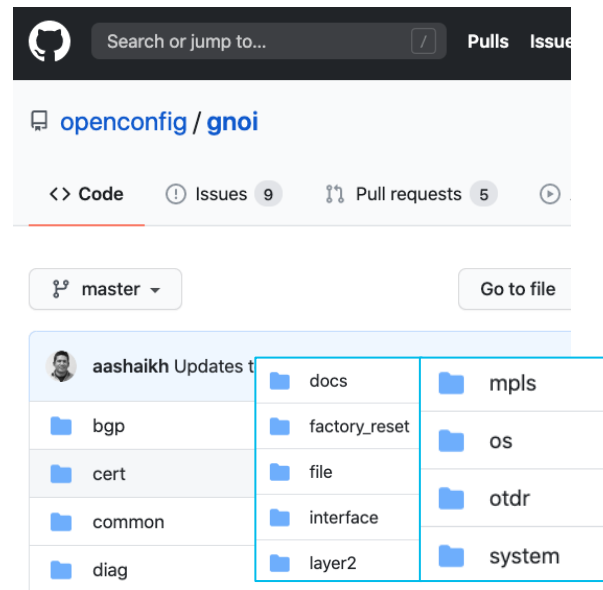 Search or jump to... / Pulls Issue
openconfig / gnoi
<> Code Issues 9 Pull requests 5
master Go to file
aashaikh Updates t
bgp
cert
common
diag
docs
factory_reset
file
interface
layer2
mpls
os
otdr
system